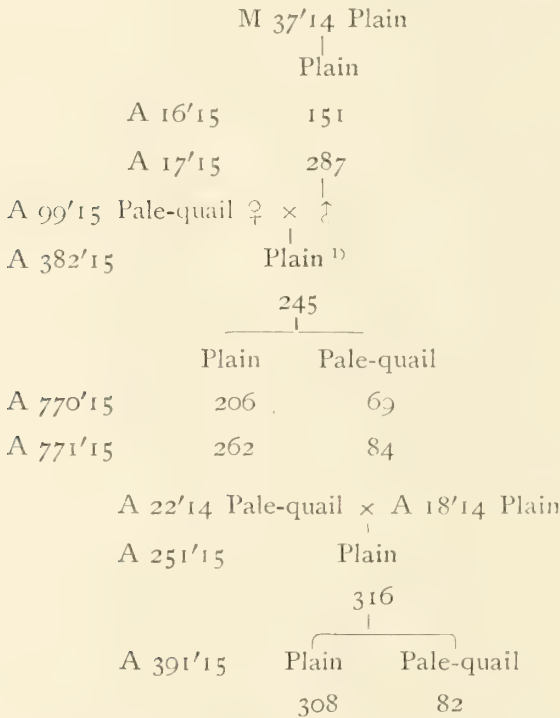 M 37'14 Plain
Plain
A 16'15 151
A 17'15 287
A 99'15 Pale-quail ♀ × ♂
A 382'15 Plain 1)
245
Plain Pale-quail
A 770'15 206 69
A 771'15 262 84
A 22'14 Pale-quail × A 18'14 Plain
A 251'15 Plain
316
A 391'15 Plain Pale-quail
308 82